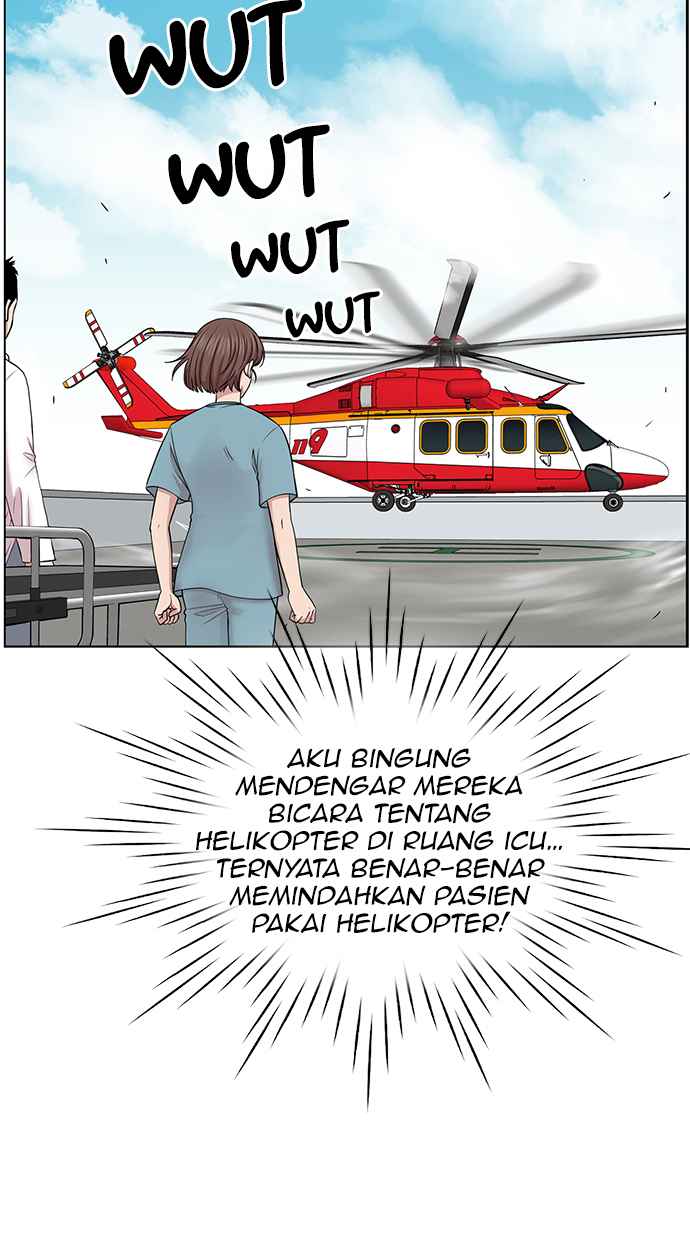 WUT
WUT
WUT
WUT
119
AKU BINGUNG
MENDENGAR MEREKA
BICARA TENTANG
HELIKOPTER DI RUANG ICU...
TERNYATA BENAR-BENAR
MEMINDAHKAN PASIEN
PAKAI HELIKOPTER!